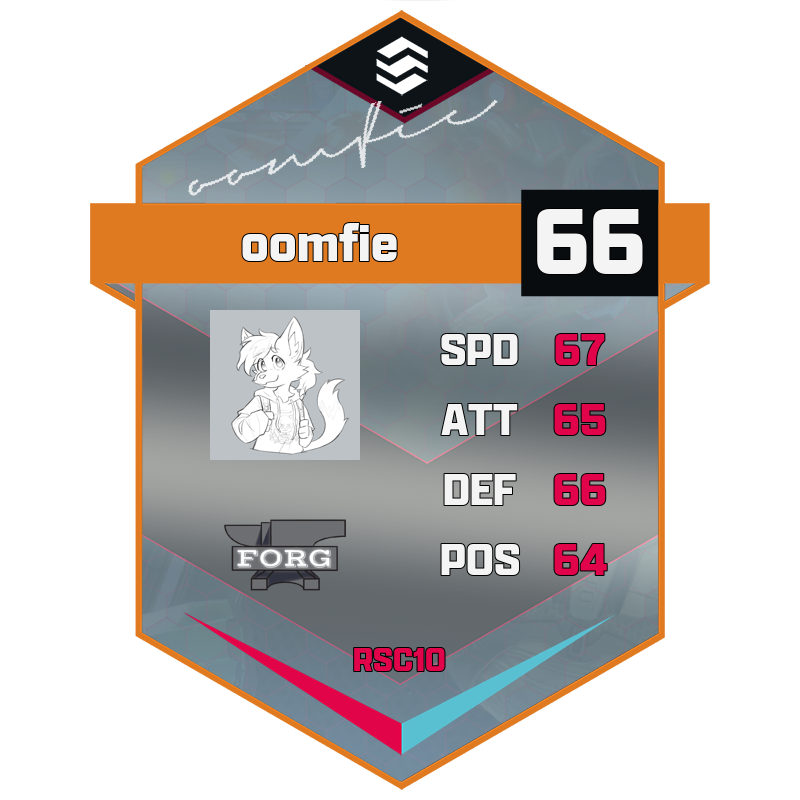 oomfie
oomfie 66
SPD 67
ATT 65
DEF 66
FORG
POS 64
RSC10